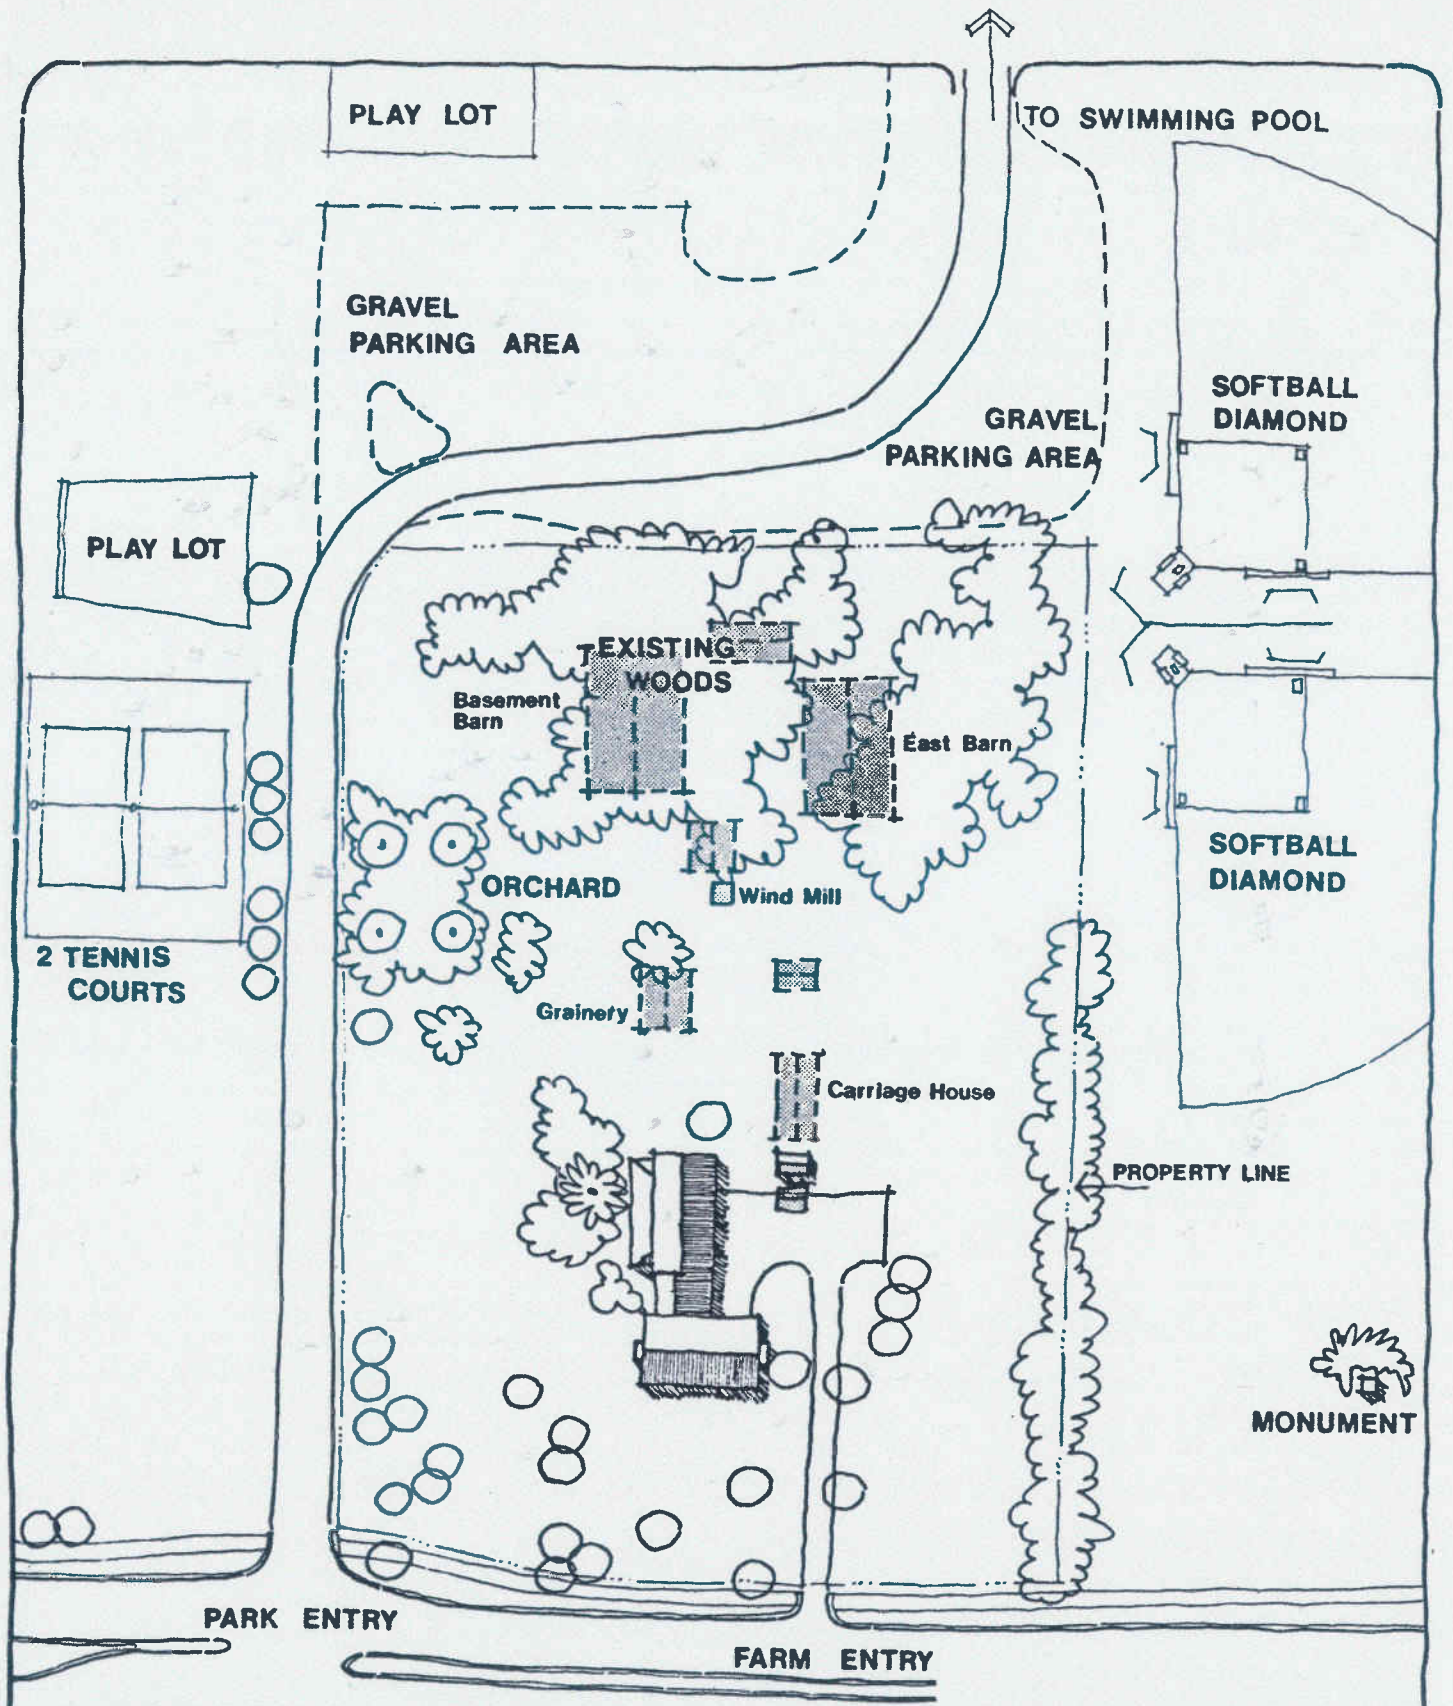 PLAY LOT
TO SWIMMING POOL
GRAVEL
PARKING AREA
SOFTBALL
DIAMOND
GRAVEL
PARKING AREA
PLAY LOT
EXISTING
WOODS
Basement
Barn
East Barn
SOFTBALL
DIAMOND
ORCHARD
Wind Mill
2 TENNIS
COURTS
Grainery
Carriage House
PROPERTY LINE
MONUMENT
PARK ENTRY
FARM ENTRY